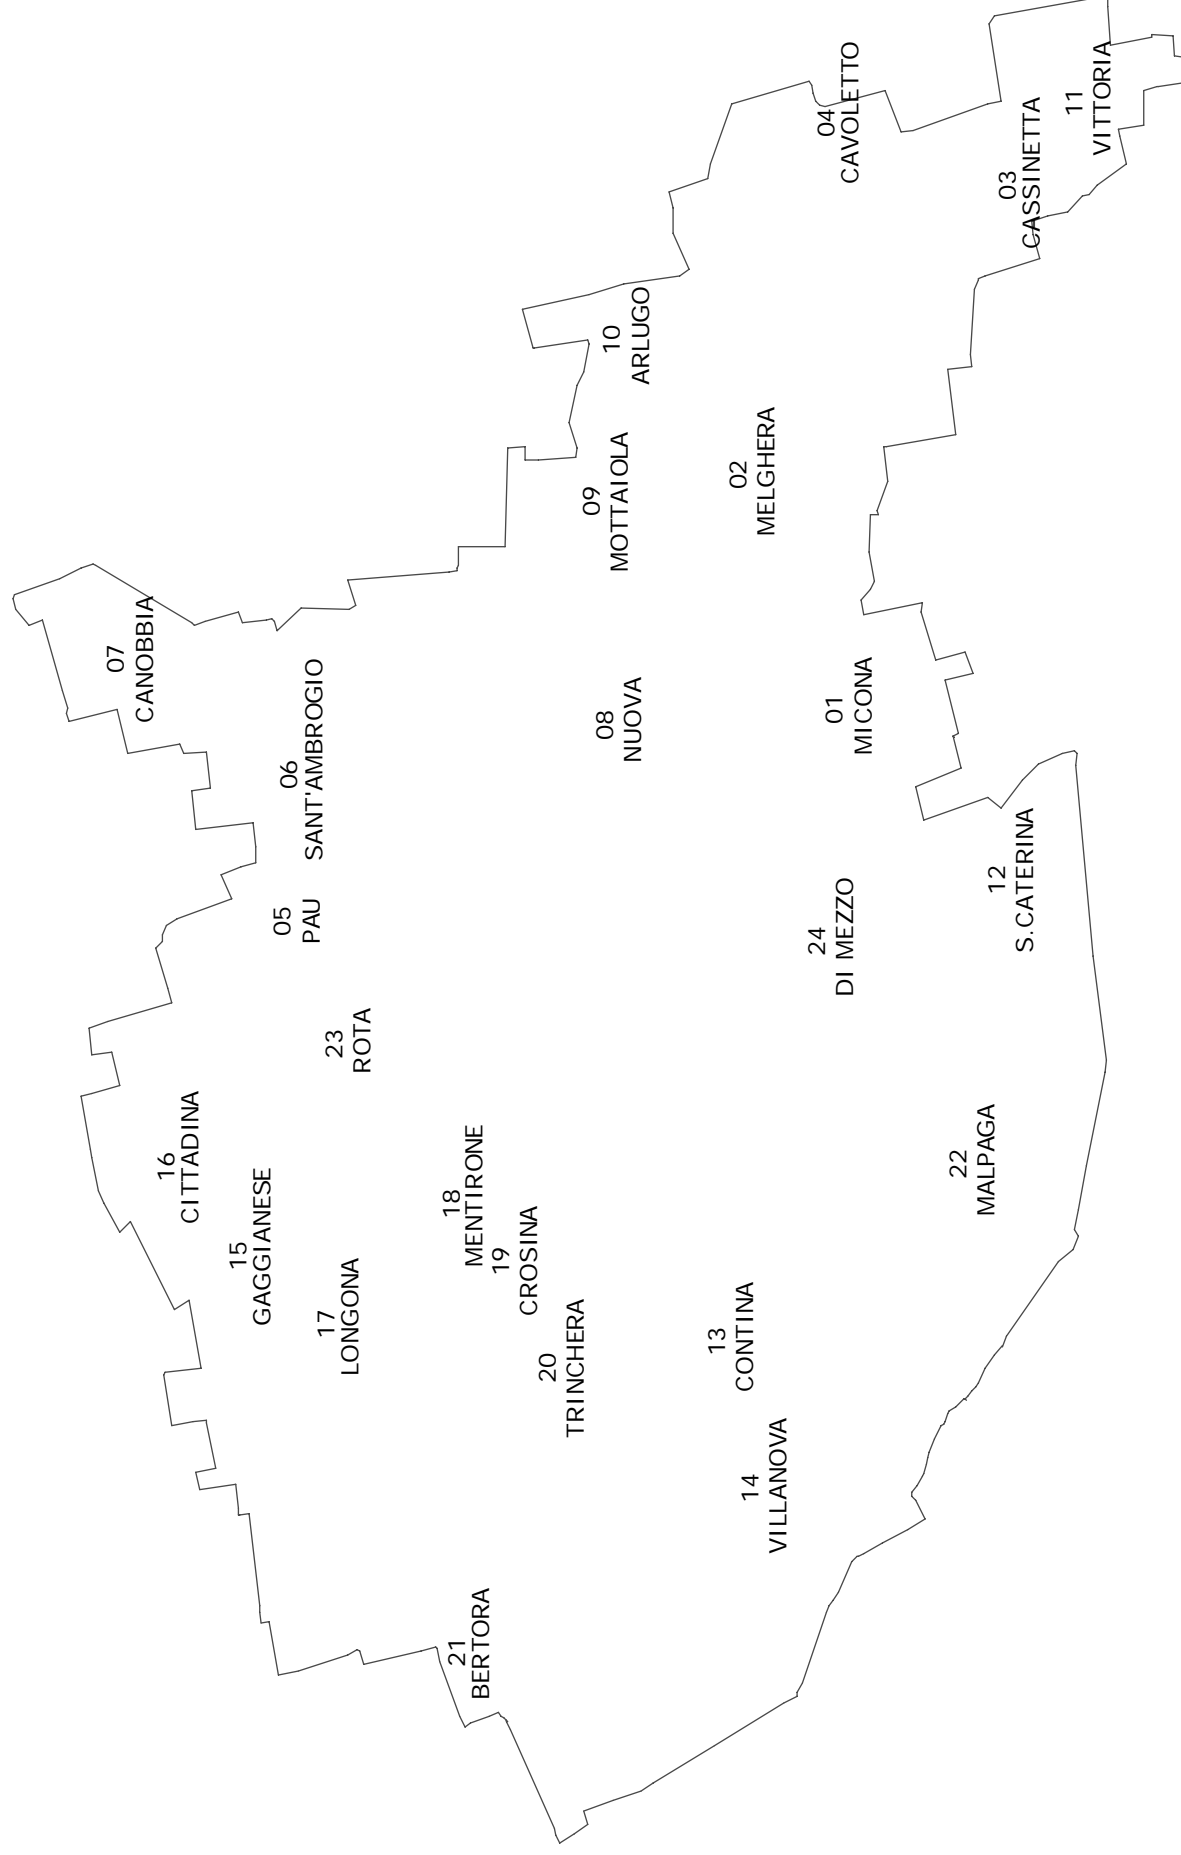 07
CANOBBIA
16
CITTADINA
15
GAGGIANESE
05
PAU
06
SANT'AMBROGIO
17
LONGONA
23
ROTA
21
BERTORA
18
MENTIRONE
19
CROSINA
20
TRINCHERA
08
NUOVA
09
MOTTAIOLA
10
ARLUGO
14
VILLANOVA
13
CONTINA
02
MELGHERA
24
DI MEZZO
01
MICONA
04
CAVOLETTO
22
MALPAGA
12
S.CATERINA
03
CASSINETTA
11
VITTORIA